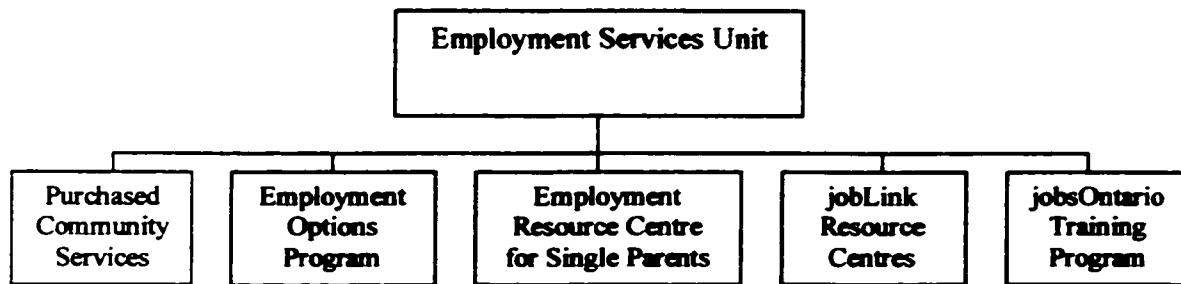 Employment Services Unit
Purchased
Community
Services
Employment
Options
Program
Employment
Resource Centre
for Single Parents
jobLink
Resource
Centres
jobsOntario
Training
Program